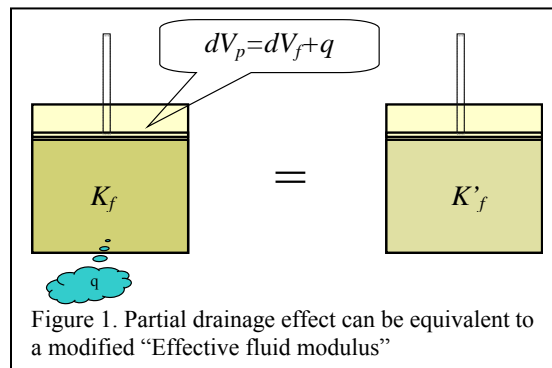 dVp=dVf+q
Kf
=
K'f
q
Figure 1. Partial drainage effect can be equivalent to
a modified “Effective fluid modulus”